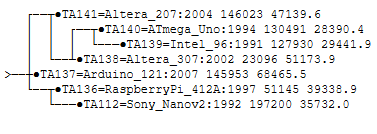 TA141=Altera_207:2004 146023 47139.6
TA140=ATmega_Uno:1994 130491 28390.4
TA139=Intel_96:1991 127930 29441.9
TA138=Altera_307:2002 23096 51173.9
TA137=Arduino_121:2007 145953 68465.5
TA136=RaspberryPi_412A:1997 51145 39338.9
TA112=Sony_Nanov2:1992 197200 35732.0